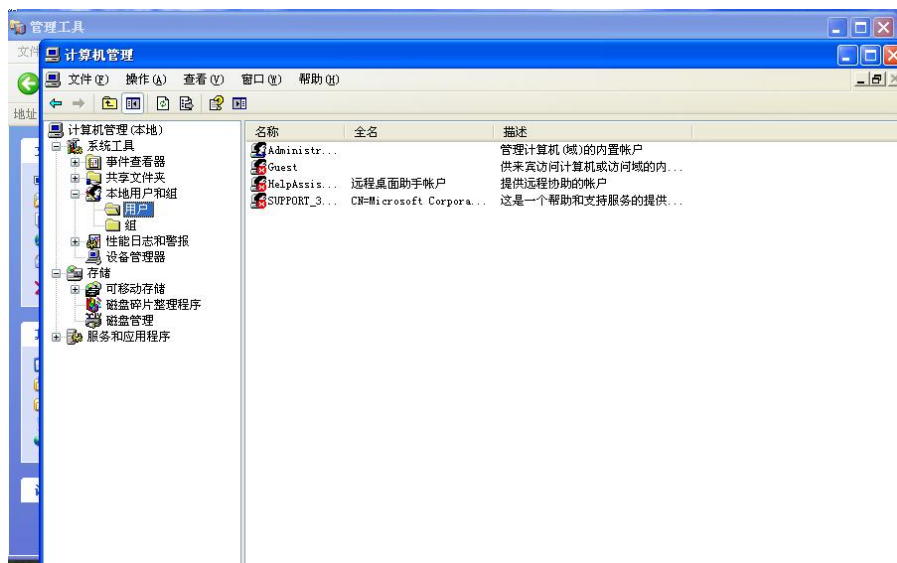 管理工具
文件
计算机管理
文件(F) 操作(A) 查看(V) 窗口(W) 帮助(H)
地址
计算机管理(本地)
系统工具
事件查看器
共享文件夹
本地用户和组
用户
组
性能日志和警报
设备管理器
存储
可移动存储
磁盘碎片整理程序
磁盘管理
服务和应用程序
名称 全名 描述
Administr... 管理计算机(域)的内置帐户
Guest 供来宾访问计算机或访问域的内...
HelpAssis... 远程桌面助手帐户 提供远程协助的帐户
SUPPORT_3... CN=Microsoft Corpora... 这是一个帮助和支持服务的提供...